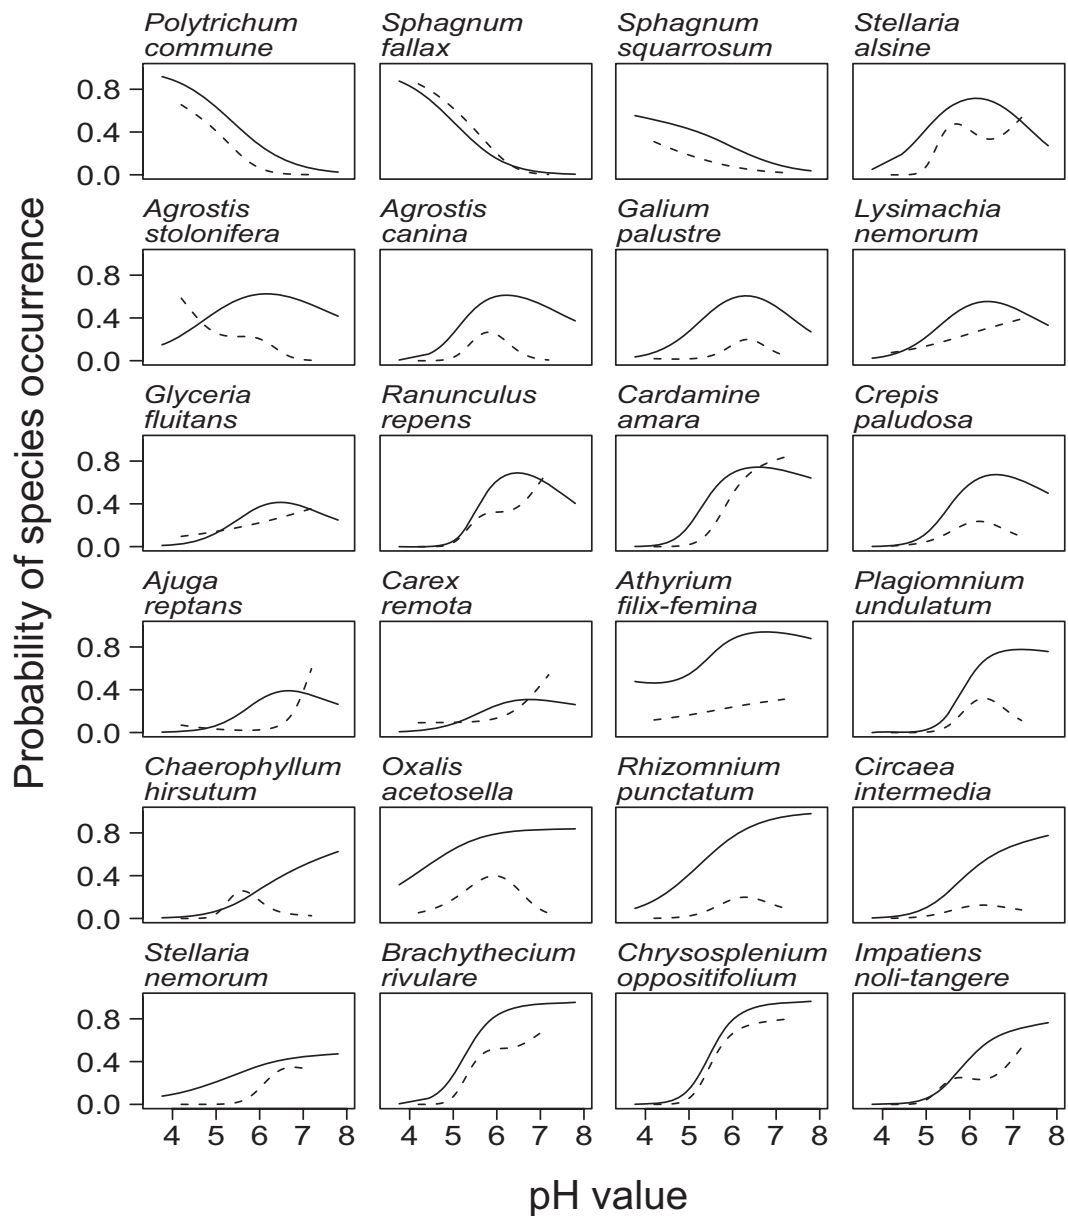 Polytrichum
commune
Sphagnum
fallax
Sphagnum
squarrosum
Stellaria
alsine
0.8
0.4
0.0
Agrostis
stolonifera
Agrostis
canina
Galium
palustre
Lysimachia
nemorum
0.8
0.4
0.0
Glyceria
fluitans
Ranunculus
repens
Cardamine
amara
Crepis
paludosa
0.8
0.4
0.0
Ajuga
reptans
Carex
remota
Athyrium
filix-femina
Plagiomnium
undulatum
0.8
0.4
0.0
Chaerophyllum
hirsutum
Oxalis
acetosella
Rhizomnium
punctatum
Circaea
intermedia
0.8
0.4
0.0
Stellaria
nemorum
Brachythecium
rivulare
Chrysosplenium
oppositifolium
Impatiens
noli-tangere
0.8
0.4
0.0
4 5 6 7 8 4 5 6 7 8 4 5 6 7 8 4 5 6 7 8
pH value
Probability of species occurrence